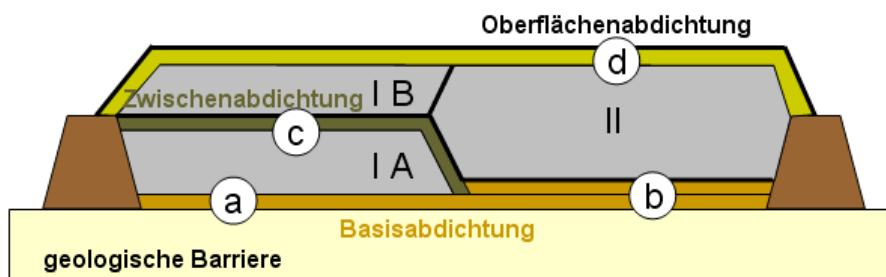 Oberflächenabdichtung
d
Zwischenabdichtung I B
II
c
I A
a
b
Basisabdichtung
geologische Barriere